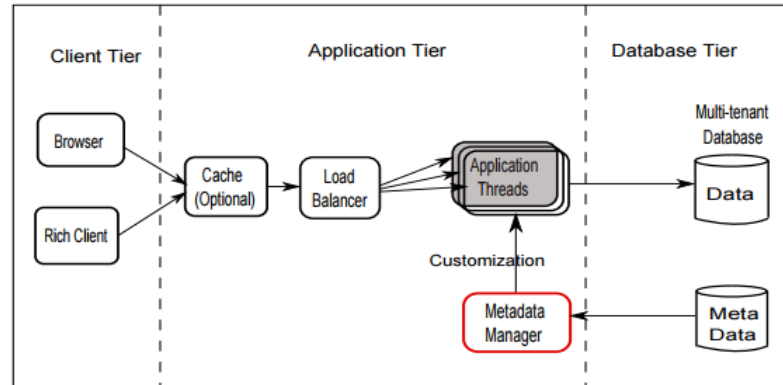 Client Tier
Application Tier
Database Tier
Multi-tenant
Database
Browser
Cache
(Optional)
Load
Balancer
Application
Threads
Data
Rich Client
Customization
Metadata
Manager
Meta
Data